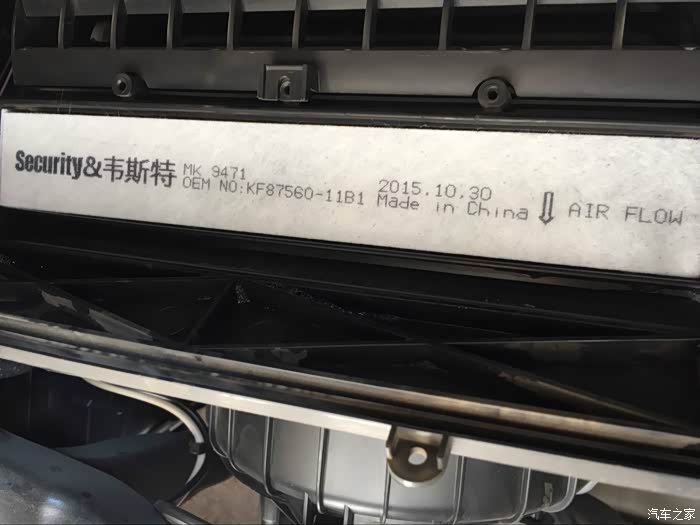 Security&韦斯特
MK 9471
OEM NO:KF87560-11B1
2015.10.30
Made in China
AIR FLOW
汽车之家